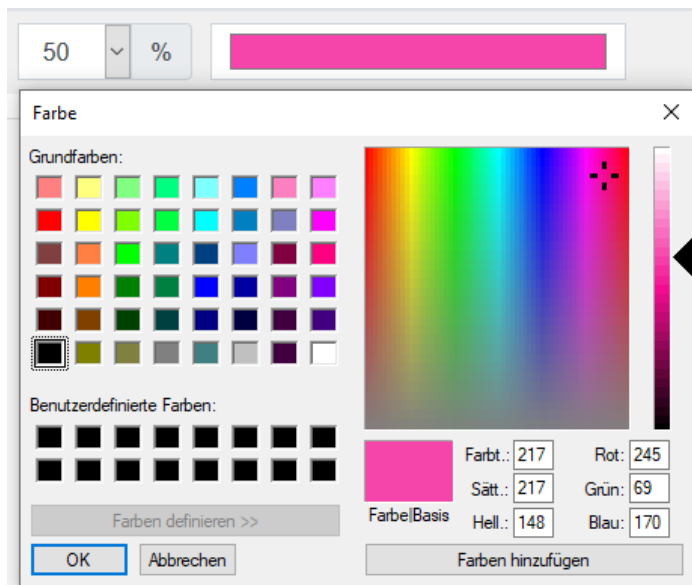 50 %
Farbe
Grundfarben:
Benutzerdefinierte Farben:
Farben definieren >>
OK Abbrechen
Farbe|Basis
Farbt.: 217 Rot: 245
Sätt.: 217 Grün: 69
Hell.: 148 Blau: 170
Farben hinzufügen